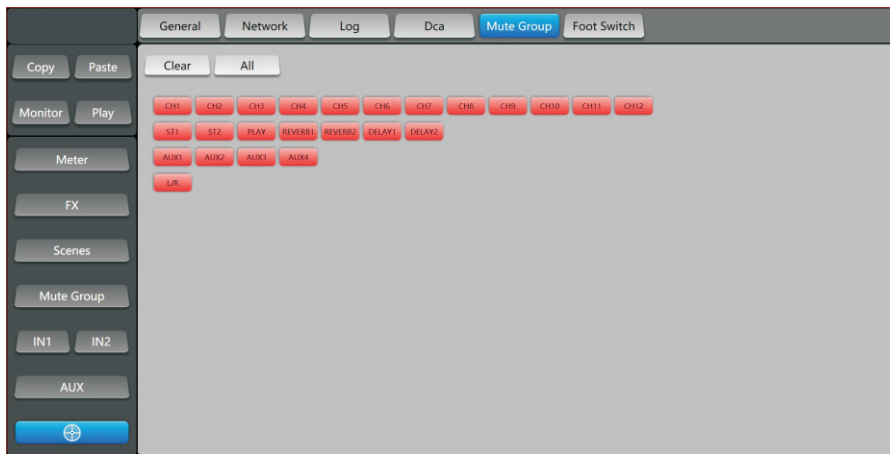 General Network Log Dca Mute Group Foot Switch
Copy Paste
Clear All
Monitor Play
CH1 CH2 CH3 CH4 CH5 CH6 CH7 CH8 CH9 CH10 CH11 CH12
ST1 ST2 PLAY REVERB1 REVERB2 DELAY1 DELAY2
AUX1 AUX2 AUX3 AUX4
L/R
Meter
FX
Scenes
Mute Group
IN1 IN2
AUX